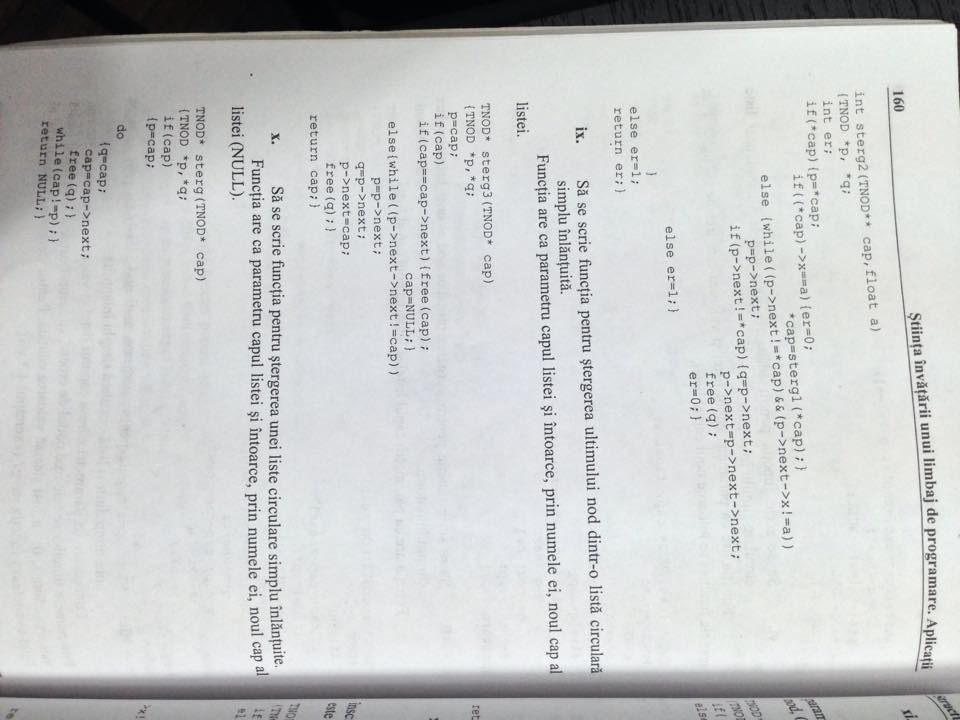 160
Știința învățării unui limbaj de programare. Aplicații
int sterg2(TNOD** cap,float a)
{TNOD *p, *q;
int er;
if(*cap){p=*cap;
if((*cap)->x==a){er=0;
*cap=sterg1(*cap);}
else {while((p->next!=*cap)&&(p->next->x!=a))
p=p->next;
if(p->next!=*cap){q=p->next;
p->next=p->next->next;
free(q);
er=0;}
else er=1;}
}
else er=1;
return er;}
ix. Să se scrie funcția pentru ștergerea ultimului nod dintr-o listă circulară
simplu înlănțuită.
Funcția are ca parametru capul listei și întoarce, prin numele ei, noul cap al
listei.
TNOD* sterg3(TNOD* cap)
{TNOD *p,*q;
p=cap;
if(cap)
if(cap==cap->next){free(cap);
cap=NULL;}
else{while((p->next->next!=cap))
p=p->next;
q=p->next;
p->next=cap;
free(q);}
return cap;}
x. Să se scrie funcția pentru ștergerea unei liste circulare simplu înlănțuite.
Funcția are ca parametru capul listei și întoarce, prin numele ei, noul cap al
listei (NULL).
TNOD* sterg(TNOD* cap)
{TNOD *p,*q;
if(cap)
{p=cap;
do
{q=cap;
cap=cap->next;
free(q);}
while(cap!=p);}
return NULL;}